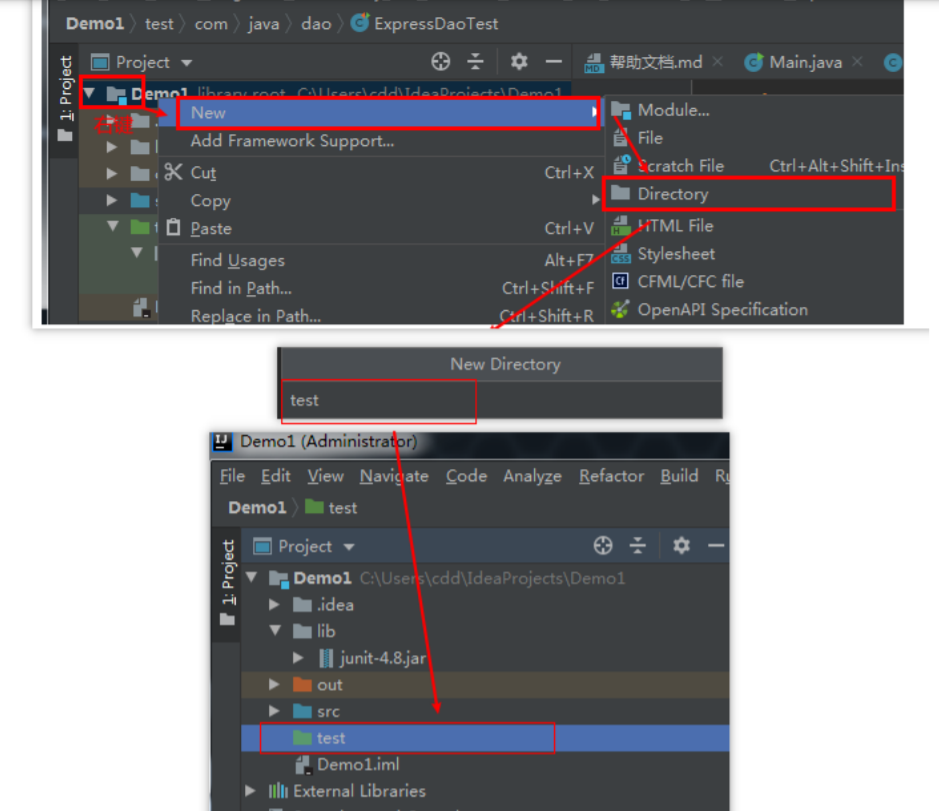 Demo1 test com java dao ExpressDaoTest
1: Project
Project
帮助文档.md Main.java
Demo1 library root C:\Users\cdd\IdeaProjects\Demo1
右键
New
Add Framework Support...
Cut Ctrl+X
Copy
Paste Ctrl+V
Find Usages Alt+F7
Find in Path... Ctrl+Shift+F
Replace in Path... Ctrl+Shift+R
Module...
File
Scratch File Ctrl+Alt+Shift+Ins
Directory
HTML File
Stylesheet
CFML/CFC file
OpenAPI Specification
New Directory
test
Demo1 (Administrator)
File Edit View Navigate Code Analyze Refactor Build
Demo1 test
1: Project
Project
Demo1 C:\Users\cdd\IdeaProjects\Demo1
.idea
lib
junit-4.8.jar
out
src
test
Demo1.iml
External Libraries